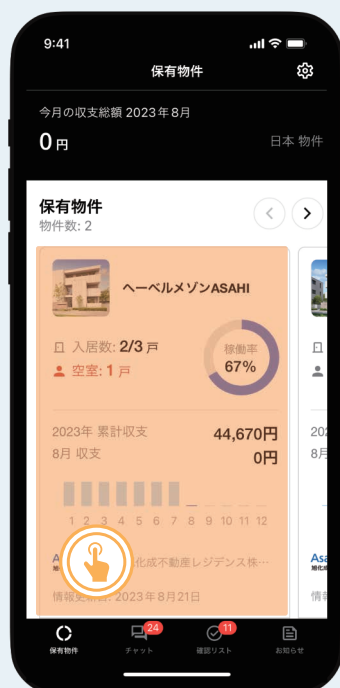 9:41
保有物件
今月の収支総額 2023年8月
0円
日本 物件
保有物件
物件数: 2
ヘーベルメゾンASAHI
入居数: 2/3 戸
空室: 1 戸
稼働率
67%
2023年 累計収支 44,670円
8月 収支 0円
1 2 3 4 5 6 7 8 9 10 11 12
化成不動産レジデンス株…
2023年8月21日
24
11
保有物件 チャット 確認リスト お知らせ